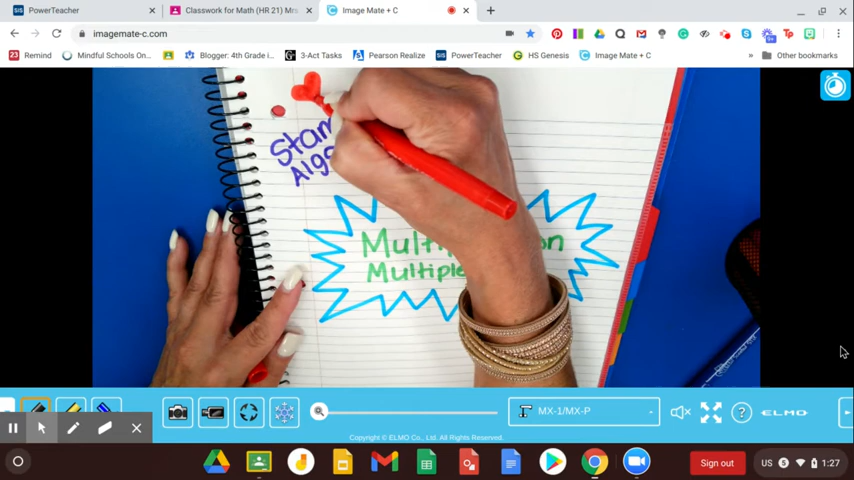 PowerTeacher
Classwork for Math (HR 21) Mrs.
Image Mate + C
imagemate-c.com
Remind
Mindful Schools On...
Blogger: 4th Grade i...
3-Act Tasks
Pearson Realize
PowerTeacher
HS Genesis
Image Mate + C
Other bookmarks
MX-1/MX-P
ELMO
Copyright © ELMO Co., Ltd. All Rights Reserved.
Sign out
US
1:27